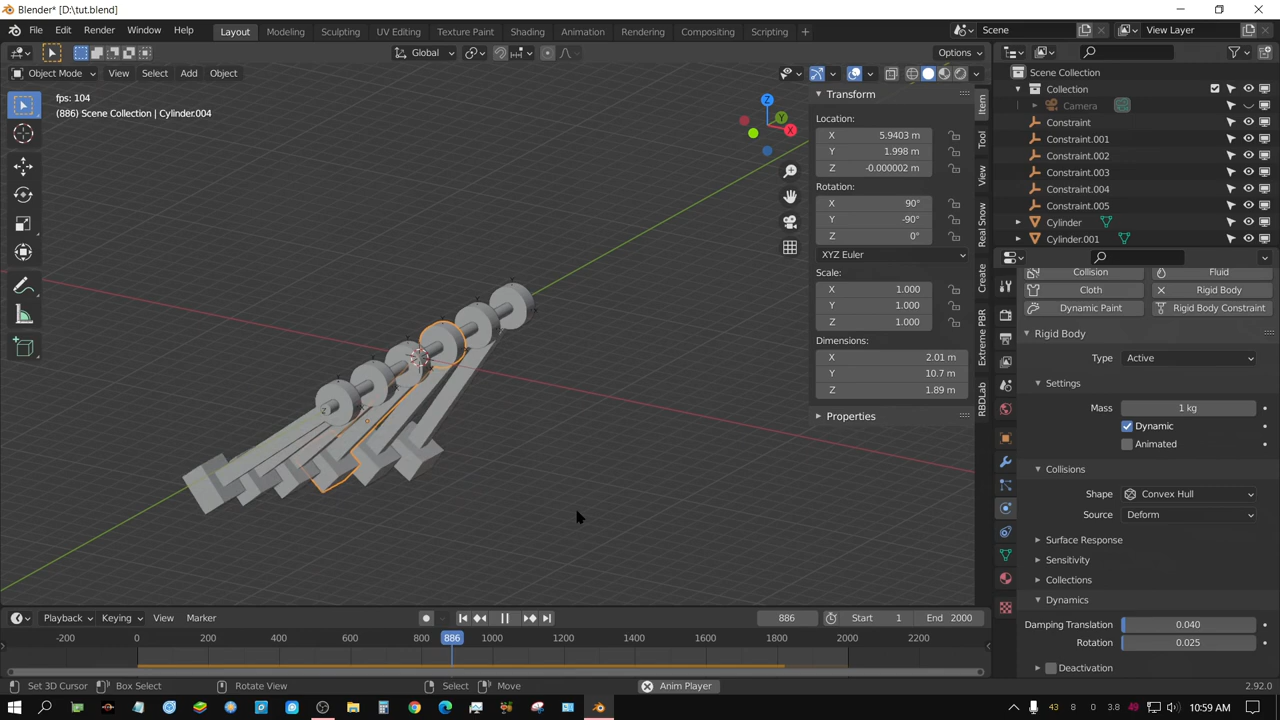 Blender* [D:\tut.blend]
File Edit Render Window Help Layout Modeling Sculpting UV Editing Texture Paint Shading Animation Rendering Compositing Scripting + Scene View Layer
Global Options
Object Mode View Select Add Object
fps: 104
(886) Scene Collection | Cylinder.004
Z
Y
X
Transform
Location:
X 5.9403 m
Y 1.998 m
Z -0.000002 m
Rotation:
X 90°
Y -90°
Z 0°
XYZ Euler
Scale:
X 1.000
Y 1.000
Z 1.000
Dimensions:
X 2.01 m
Y 10.7 m
Z 1.89 m
Properties
Item
Tool
View
Real Snow
Create
Extreme PBR
RBDLab
Scene Collection
Collection
Camera
Constraint
Constraint.001
Constraint.002
Constraint.003
Constraint.004
Constraint.005
Cylinder
Cylinder.001
Collision Fluid
Cloth Rigid Body
Dynamic Paint Rigid Body Constraint
Rigid Body
Type Active
Settings
Mass 1 kg
Dynamic
Animated
Collisions
Shape Convex Hull
Source Deform
Surface Response
Sensitivity
Collections
Dynamics
Damping Translation 0.040
Rotation 0.025
Deactivation
Playback Keying View Marker 886 Start 1 End 2000
-200 0 200 400 600 800 886 1000 1200 1400 1600 1800 2000 2200
Set 3D Cursor Box Select Rotate View Select Move Anim Player 2.92.0
43 8 0 3.8 49 10:59 AM